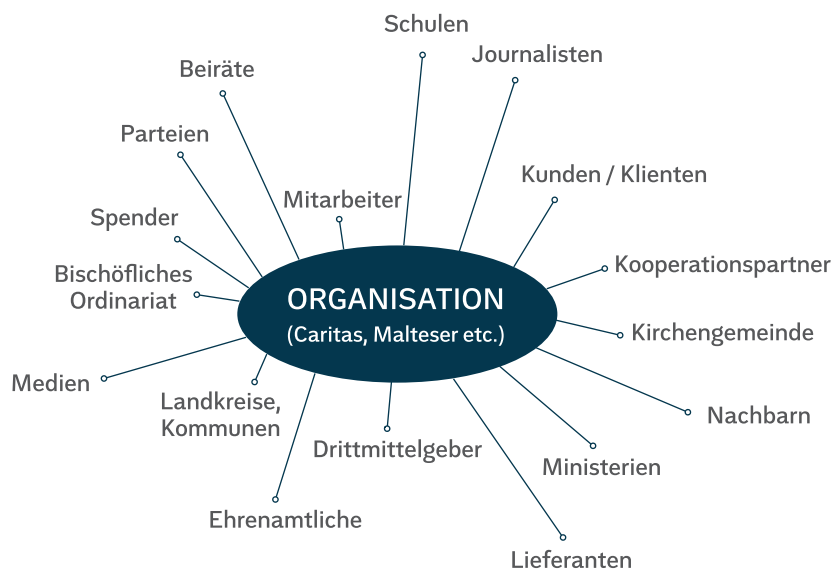 Schulen
Journalisten
Beiräte
Parteien
Kunden / Klienten
Mitarbeiter
Spender
Kooperationspartner
Bischöfliches
Ordinariat
ORGANISATION
(Caritas, Malteser etc.)
Kirchengemeinde
Medien
Landkreise,
Kommunen
Nachbarn
Drittmittelgeber
Ministerien
Ehrenamtliche
Lieferanten